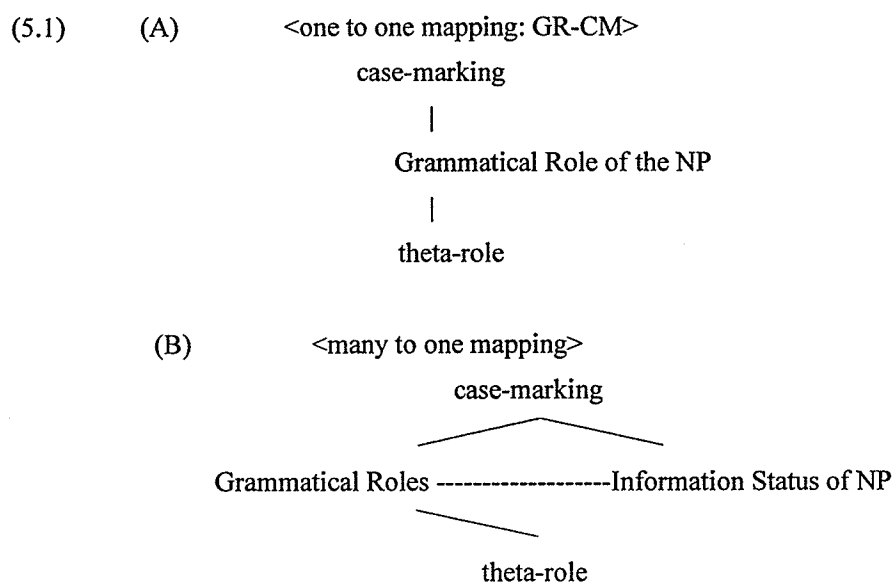 (5.1) (A) <one to one mapping: GR-CM>
case-marking
Grammatical Role of the NP
theta-role
(B) <many to one mapping>
case-marking
Grammatical Roles --------------------Information Status of NP
theta-role